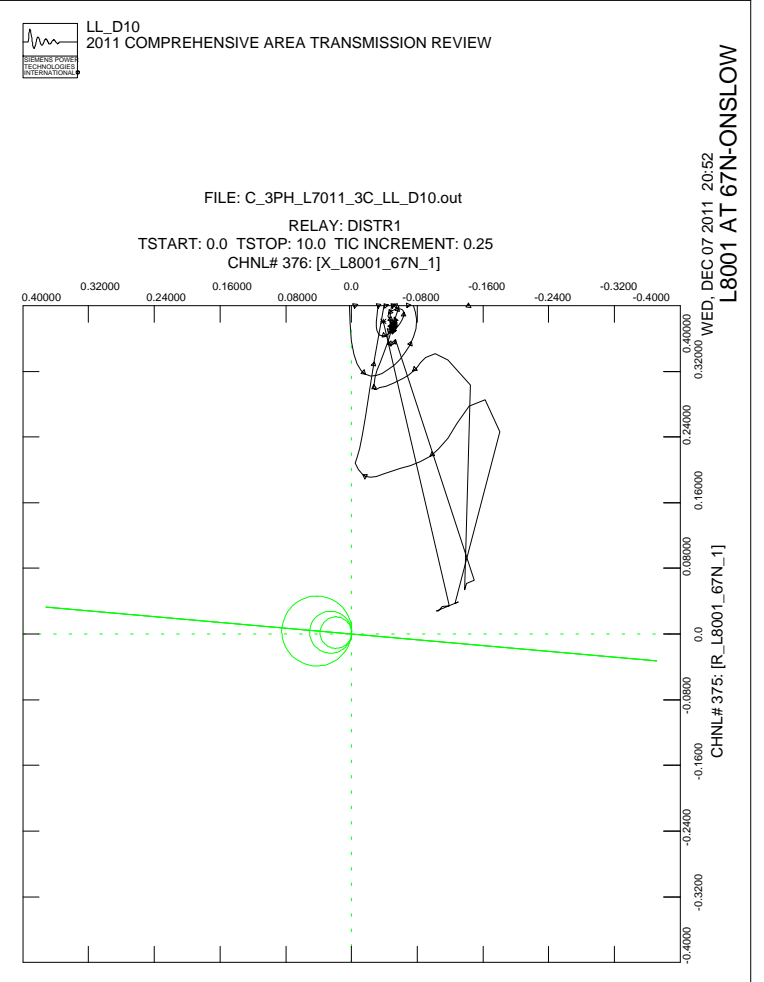 LL_D10
2011 COMPREHENSIVE AREA TRANSMISSION REVIEW
SIEMENS POWER
TECHNOLOGIES
INTERNATIONAL
FILE: C_3PH_L7011_3C_LL_D10.out
RELAY: DISTR1
TSTART: 0.0 TSTOP: 10.0 TIC INCREMENT: 0.25
CHNL# 376: [X_L8001_67N_1]
0.40000 0.32000 0.24000 0.16000 0.08000 0.0 -0.0800 -0.1600 -0.2400 -0.3200 -0.4000
0.40000
0.32000
0.24000
0.16000
0.08000
0.0
-0.0800
-0.1600
-0.2400
-0.3200
-0.4000
CHNL# 375: [R_L8001_67N_1]
WED, DEC 07 2011 20:52
L8001 AT 67N-ONSLOW